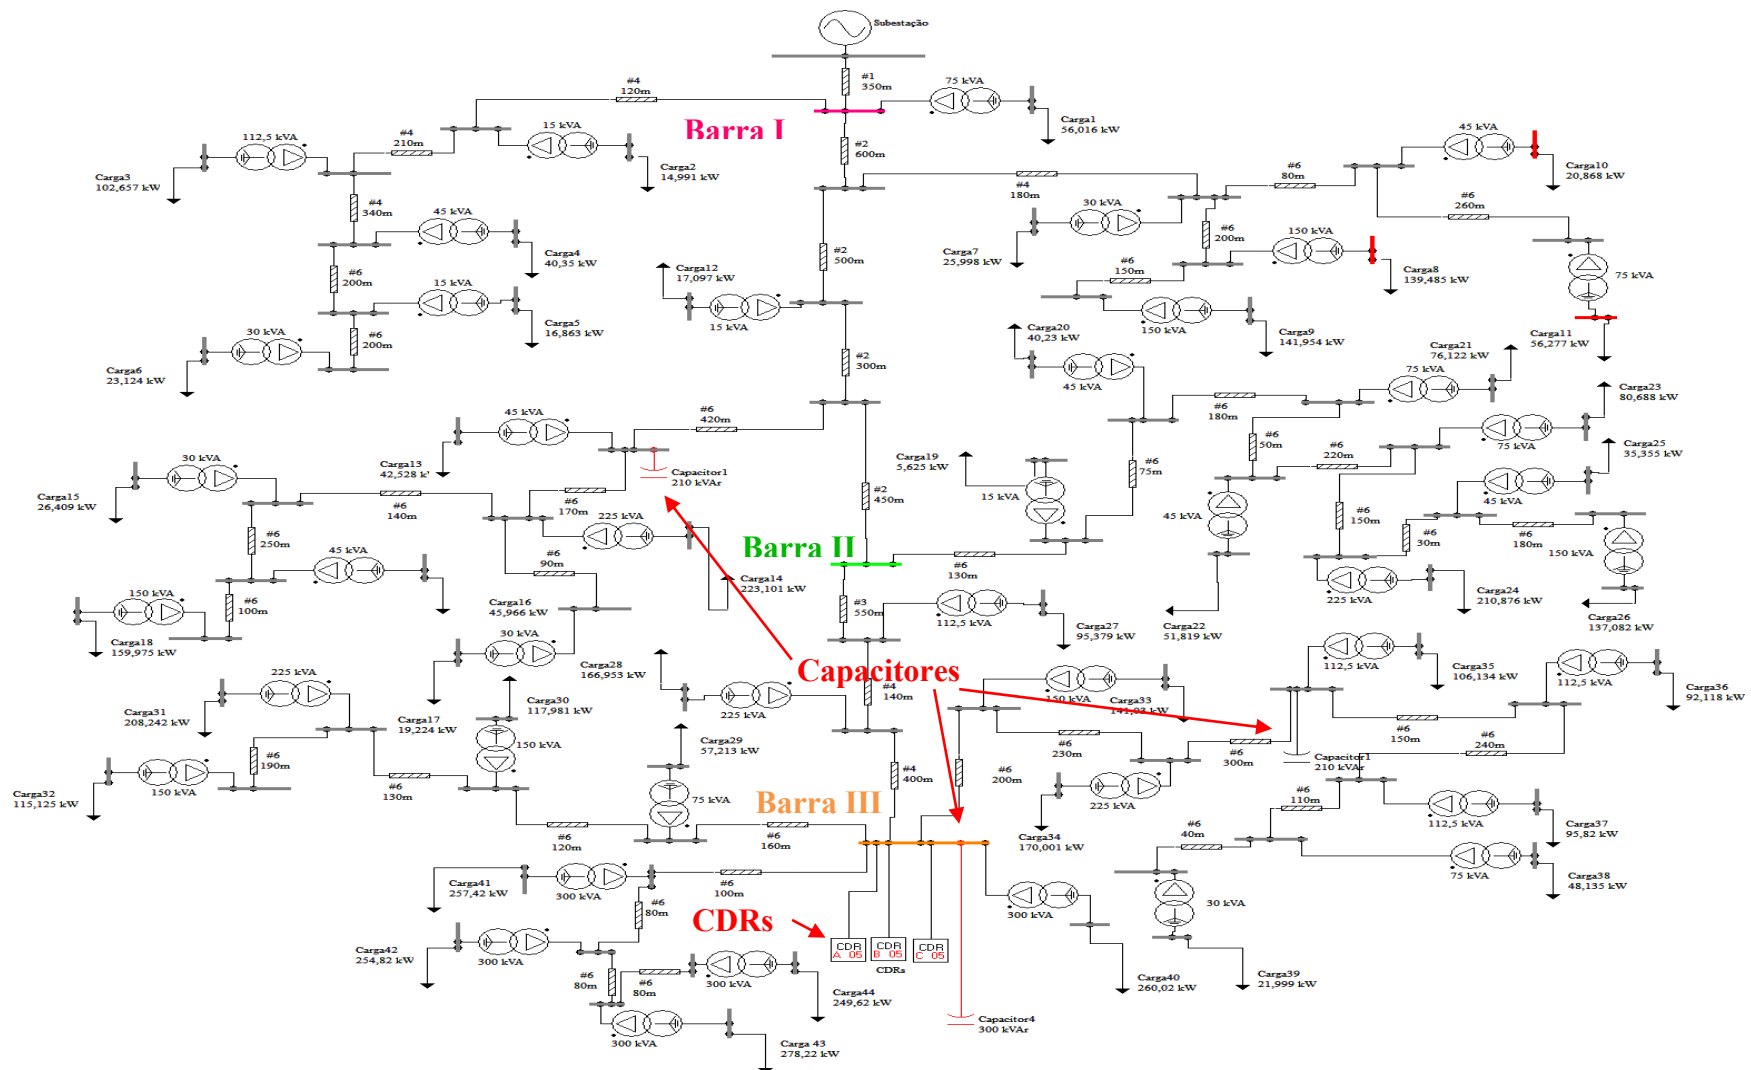 Subestação
#1
350m
75 kVA
Carga1
56,016 kW
#4
120m
Barra I
#2
600m
15 kVA
Carga2
14,991 kW
#4
210m
112,5 kVA
Carga3
102,657 kW
#4
340m
45 kVA
Carga4
40,35 kW
#6
200m
15 kVA
Carga5
16,863 kW
#6
200m
30 kVA
Carga6
23,124 kW
#4
180m
30 kVA
Carga7
25,998 kW
#6
200m
150 kVA
Carga8
139,485 kW
#6
150m
150 kVA
Carga9
141,954 kW
#6
80m
45 kVA
Carga10
20,868 kW
#6
260m
75 kVA
Carga11
56,277 kW
#2
500m
Carga12
17,097 kW
15 kVA
#2
300m
#6
420m
45 kVA
Carga13
42,528 k
Capacitor1
210 kVAr
#6
170m
225 kVA
Carga14
223,101 kW
30 kVA
Carga15
26,409 kW
#6
140m
#6
250m
45 kVA
Carga16
45,966 kW
#6
90m
30 kVA
Carga17
19,224 kW
150 kVA
#6
100m
Carga18
159,975 kW
#2
450m
Barra II
#6
130m
Carga19
5,625 kW
15 kVA
#6
75m
Carga20
40,23 kW
45 kVA
#6
180m
75 kVA
Carga21
76,122 kW
#6
50m
45 kVA
Carga22
51,819 kW
#6
220m
75 kVA
Carga23
80,688 kW
#6
150m
225 kVA
Carga24
210,876 kW
#6
30m
45 kVA
Carga25
35,355 kW
#6
180m
150 kVA
Carga26
137,082 kW
#3
550m
112,5 kVA
Carga27
95,379 kW
Capacitores
#4
140m
Carga28
166,953 kW
225 kVA
#4
400m
Barra III
Carga29
57,213 kW
75 kVA
#6
160m
#6
120m
Carga30
117,981 kW
150 kVA
#6
130m
225 kVA
Carga31
208,242 kW
#6
190m
150 kVA
Carga32
115,125 kW
#6
200m
150 kVA
Carga33
141,03 kW
#6
230m
225 kVA
Carga34
170,001 kW
#6
300m
Capacitor1
210 kVAr
112,5 kVA
Carga35
106,134 kW
#6
150m
112,5 kVA
Carga36
92,118 kW
#6
240m
112,5 kVA
Carga37
95,82 kW
#6
110m
75 kVA
Carga38
48,135 kW
#6
40m
30 kVA
Carga39
21,999 kW
300 kVA
Carga40
260,02 kW
#6
100m
300 kVA
Carga41
257,42 kW
#6
80m
300 kVA
Carga42
254,82 kW
#6
80m
300 kVA
Carga 43
278,22 kW
#6
80m
300 kVA
Carga44
249,62 kW
CDRs
CDR
A 05
CDR
B 05
CDR
C 05
CDRs
Capacitor4
300 kVAr